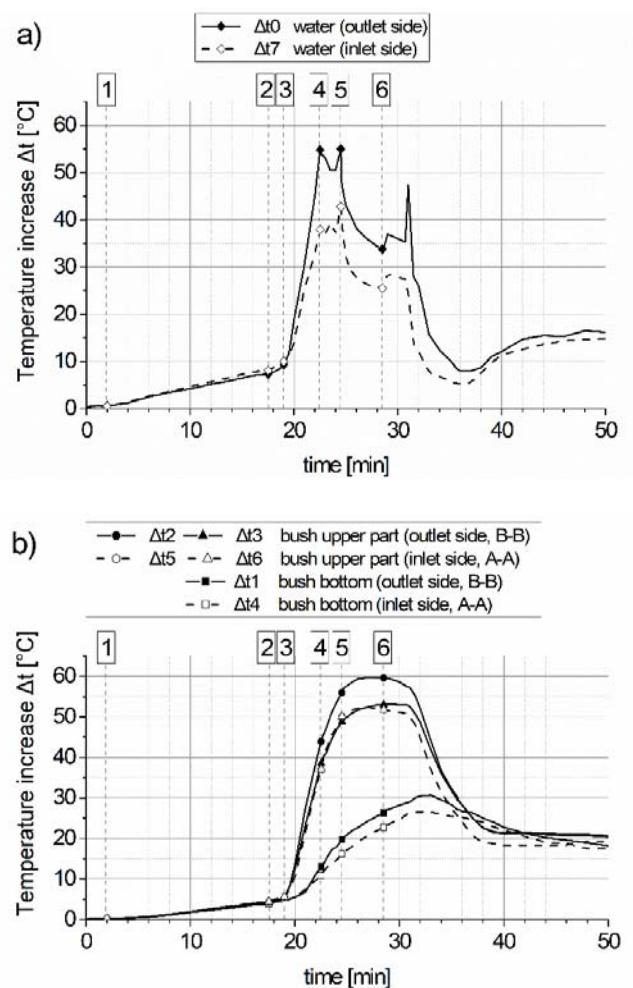 a)
Δt0 water (outlet side)
Δt7 water (inlet side)
1 2 3 4 5 6
Temperature increase Δt [°C]
60
50
40
30
20
10
0
0 10 20 30 40 50
time [min]
b)
Δt2 Δt3 bush upper part (outlet side, B-B)
Δt5 Δt6 bush upper part (inlet side, A-A)
Δt1 bush bottom (outlet side, B-B)
Δt4 bush bottom (inlet side, A-A)
1 2 3 4 5 6
Temperature increase Δt [°C]
60
50
40
30
20
10
0
0 10 20 30 40 50
time [min]